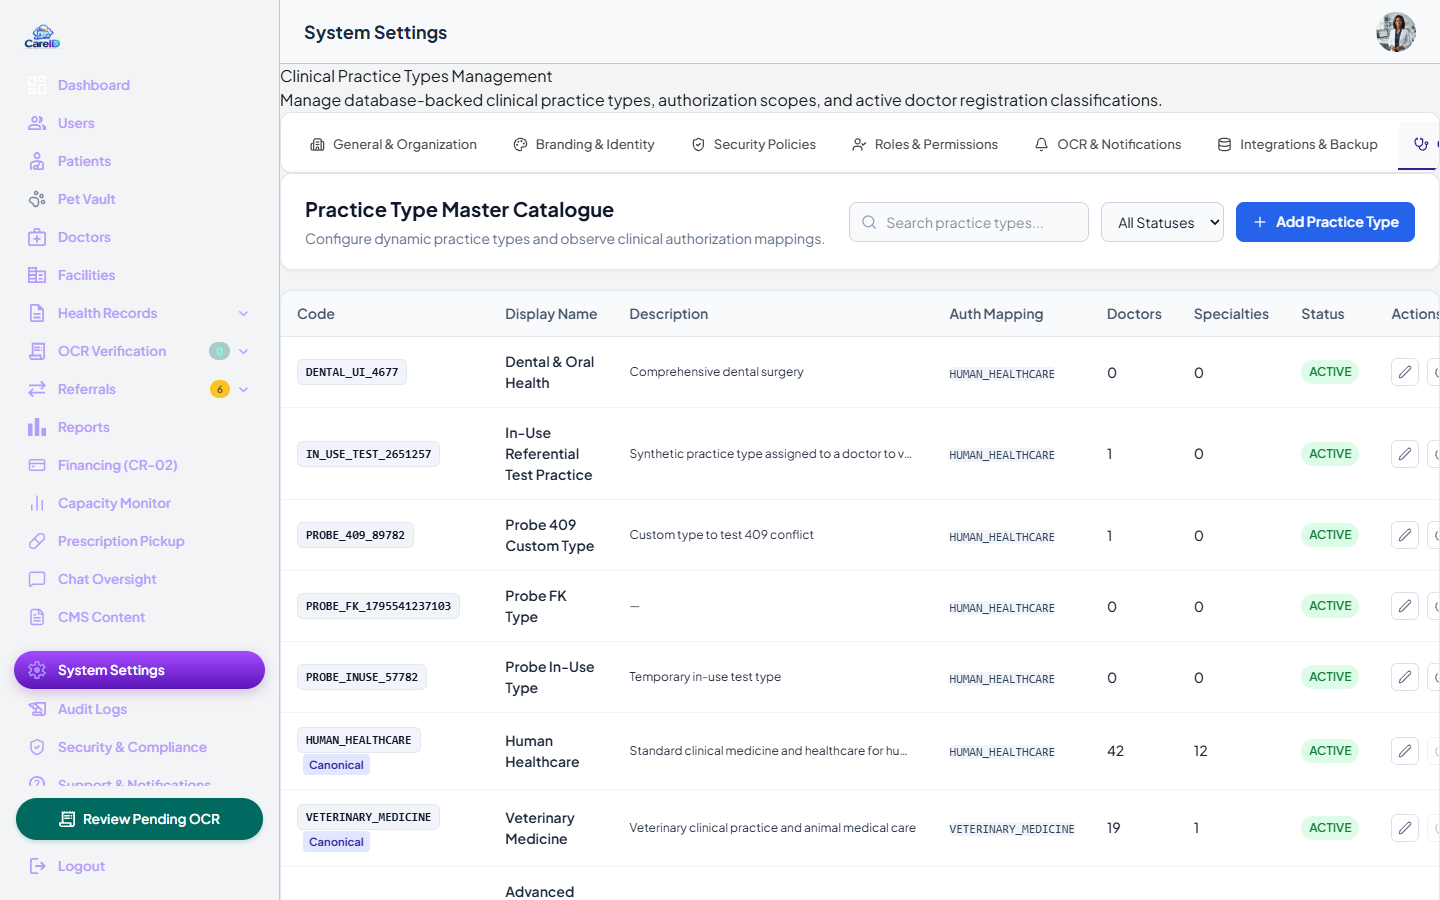 CareID
Dashboard
Users
Patients
Pet Vault
Doctors
Facilities
Health Records
OCR Verification 0
Referrals 6
Reports
Financing (CR-02)
Capacity Monitor
Prescription Pickup
Chat Oversight
CMS Content
System Settings
Audit Logs
Security & Compliance
Support & Notifications
Review Pending OCR
Logout
System Settings
Clinical Practice Types Management
Manage database-backed clinical practice types, authorization scopes, and active doctor registration classifications.
General & Organization Branding & Identity Security Policies Roles & Permissions OCR & Notifications Integrations & Backup
Practice Type Master Catalogue
Configure dynamic practice types and observe clinical authorization mappings.
Search practice types...
All Statuses
Add Practice Type
Code Display Name Description Auth Mapping Doctors Specialties Status Actions
DENTAL_UI_4677 Dental & Oral Health Comprehensive dental surgery HUMAN_HEALTHCARE 0 0 ACTIVE
IN_USE_TEST_2651257 In-Use Referential Test Practice Synthetic practice type assigned to a doctor to v... HUMAN_HEALTHCARE 1 0 ACTIVE
PROBE_409_89782 Probe 409 Custom Type Custom type to test 409 conflict HUMAN_HEALTHCARE 1 0 ACTIVE
PROBE_FK_1795541237103 Probe FK Type — HUMAN_HEALTHCARE 0 0 ACTIVE
PROBE_INUSE_57782 Probe In-Use Type Temporary in-use test type HUMAN_HEALTHCARE 0 0 ACTIVE
HUMAN_HEALTHCARE Canonical Human Healthcare Standard clinical medicine and healthcare for hu... HUMAN_HEALTHCARE 42 12 ACTIVE
VETERINARY_MEDICINE Canonical Veterinary Medicine Veterinary clinical practice and animal medical care VETERINARY_MEDICINE 19 1 ACTIVE
Advanced